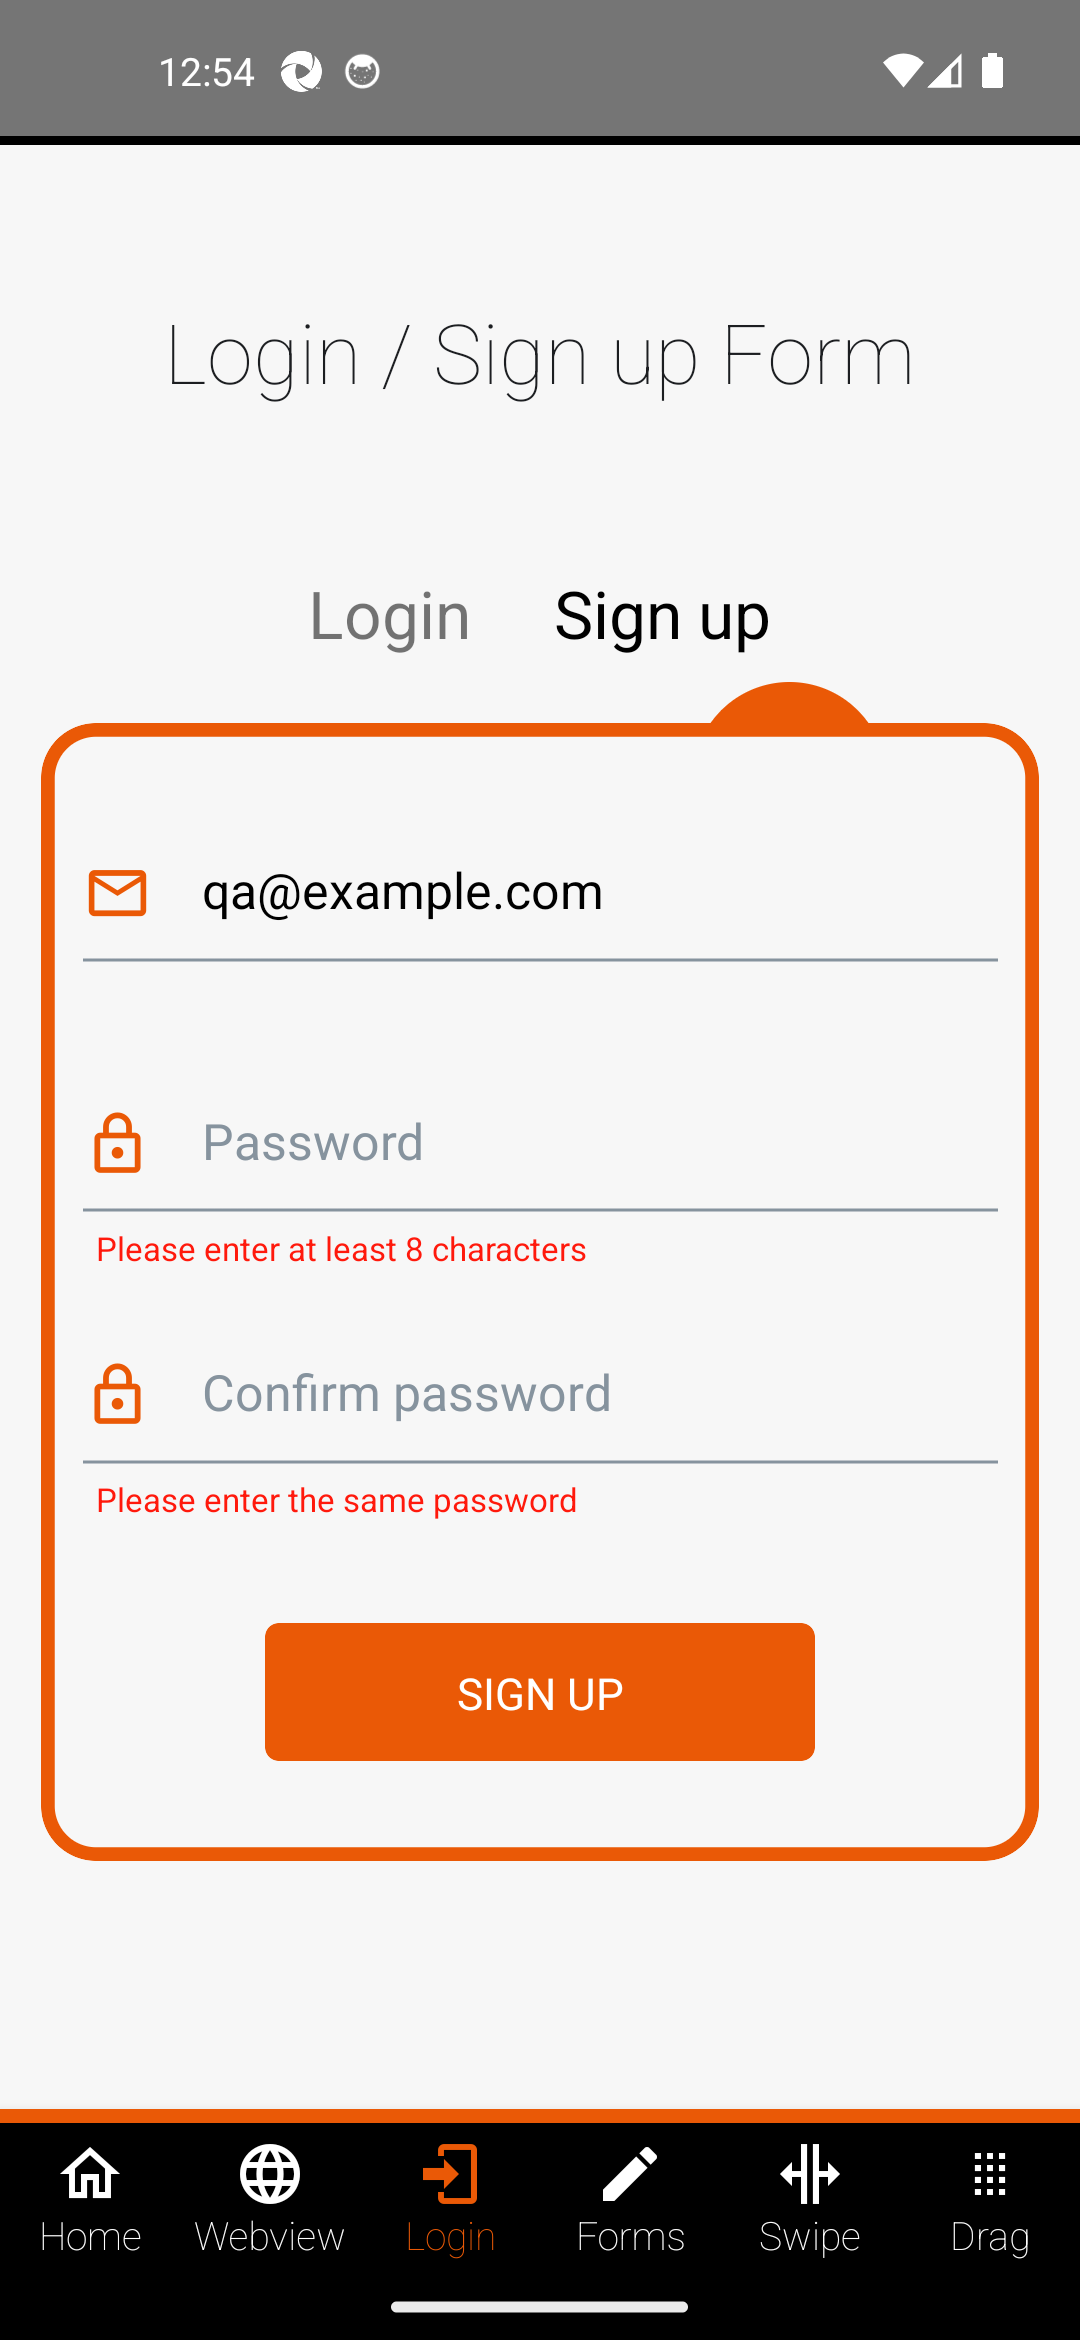 12:54
Login / Sign up Form
Login Sign up
qa@example.com
Password
Please enter at least 8 characters
Confirm password
Please enter the same password
SIGN UP
Home Webview Login Forms Swipe Drag